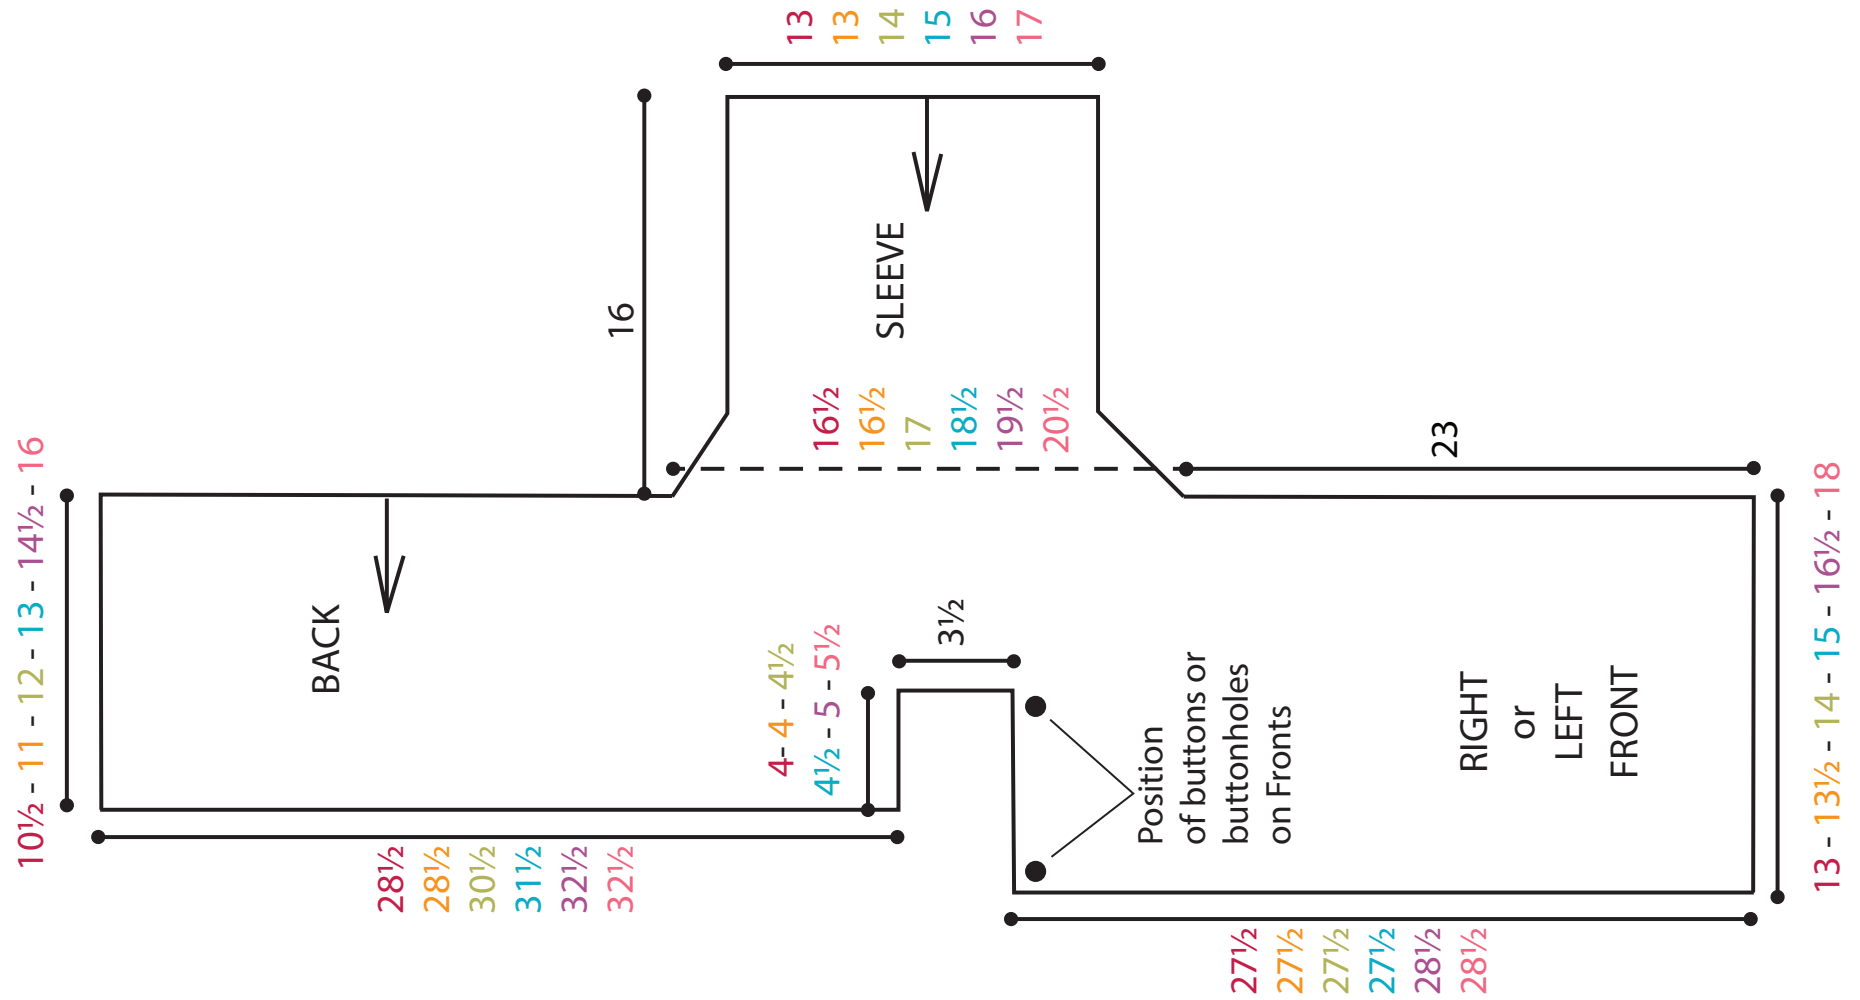 13
13
14
15
16
17
16
SLEEVE
16½
16½
17
18½
19½
20½
23
10½ - 11 - 12 - 13 - 14½ - 16
BACK
3½
4- 4 - 4½
4½ - 5 - 5½
Position
of buttons or
buttonholes
on Fronts
RIGHT
or
LEFT
FRONT
13 - 13½ - 14 - 15 - 16½ - 18
28½
28½
30½
31½
32½
32½
27½
27½
27½
27½
28½
28½